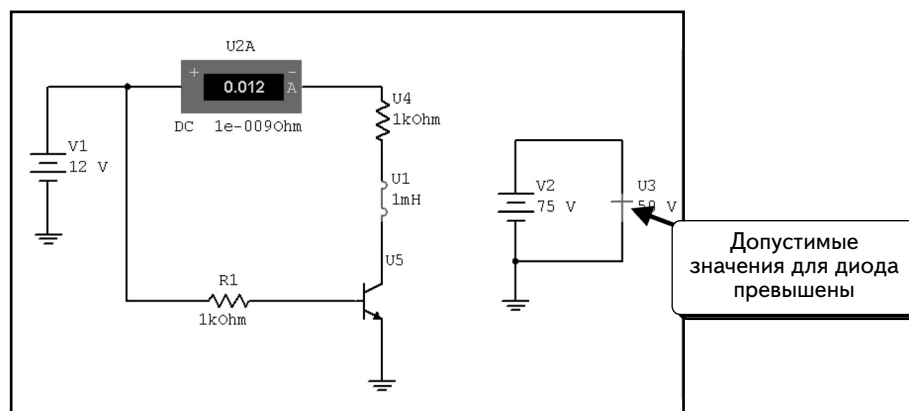 U2A
+ 0.012 - A
DC 1e-009Ohm
U4
1kOhm
V1
12 V
U1
1mH
V2
75 V
U3
50 V
U5
R1
1kOhm
Допустимые
значения для диода
превышены